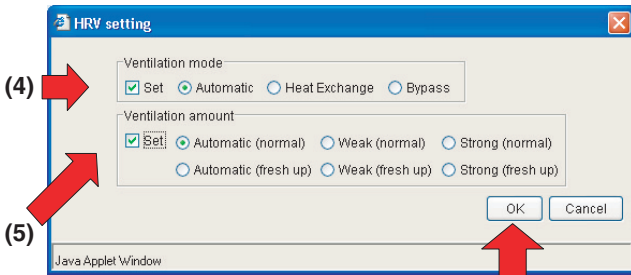 HRV setting
Ventilation mode
(4)
Set Automatic Heat Exchange Bypass
Ventilation amount
Set Automatic (normal) Weak (normal) Strong (normal)
Automatic (fresh up) Weak (fresh up) Strong (fresh up)
OK Cancel
(5)
Java Applet Window